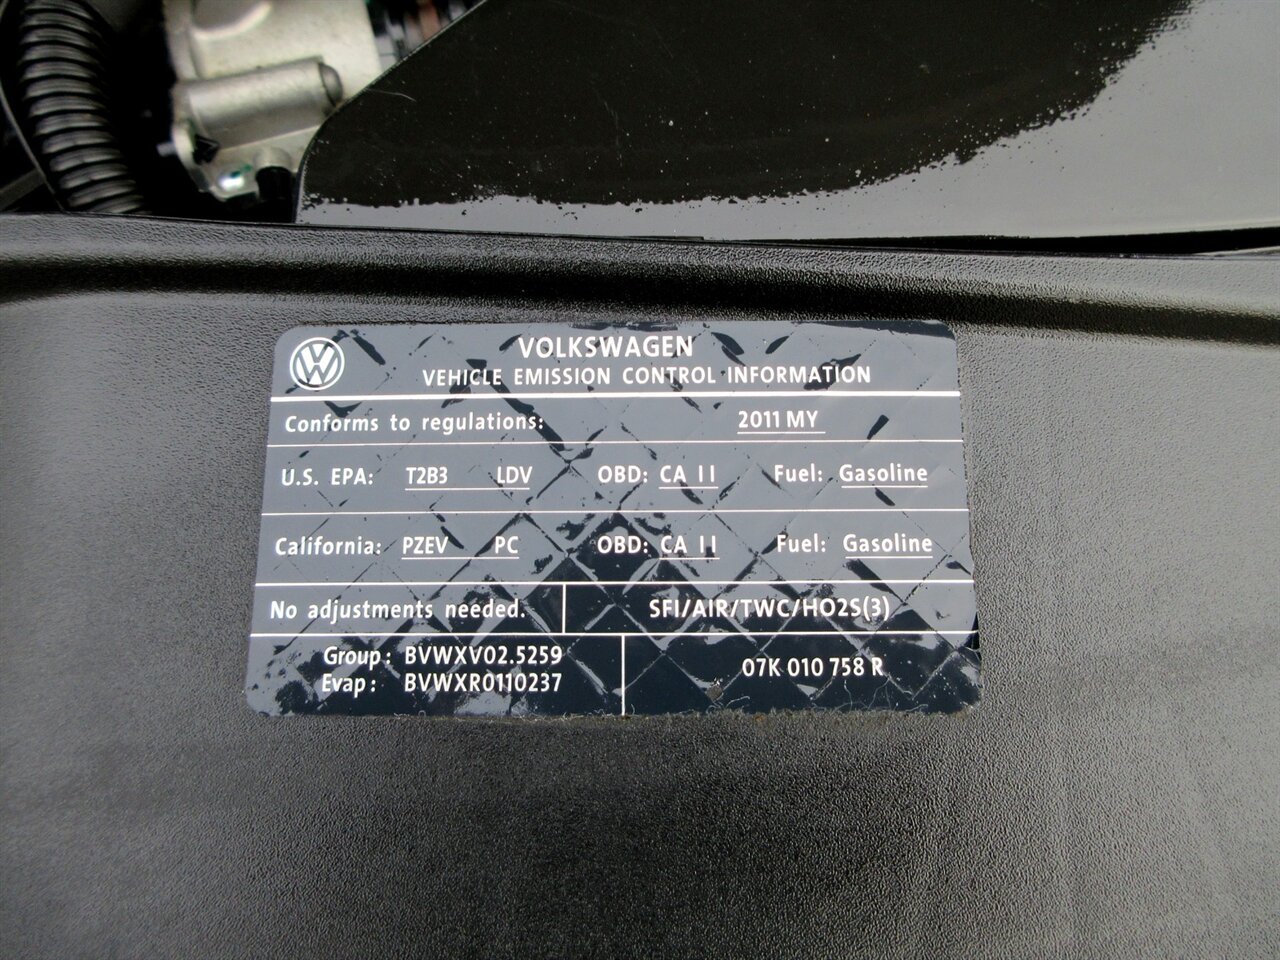 VOLKSWAGEN
VEHICLE EMISSION CONTROL INFORMATION
Conforms to regulations: 2011 MY
U.S. EPA: T2B3 LDV OBD: CA II Fuel: Gasoline
California: PZEV PC OBD: CA II Fuel: Gasoline
No adjustments needed. SFI/AIR/TWC/HO2S(3)
Group: BVWXV02.5259
Evap: BVWXR0110237
07K 010 758 R